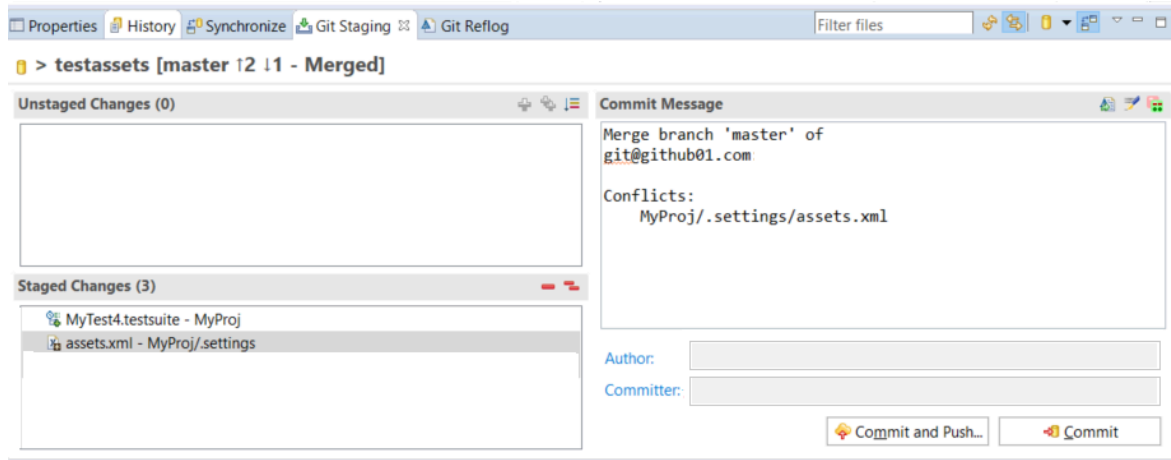 Properties History Synchronize Git Staging Git Reflog Filter files
> testassets [master ↑2 ↓1 - Merged]
Unstaged Changes (0)
Commit Message
Merge branch 'master' of
git@github01.com
Conflicts:
MyProj/.settings/assets.xml
Staged Changes (3)
MyTest4.testsuite - MyProj
assets.xml - MyProj/.settings
Author:
Committer:
Commit and Push... Commit